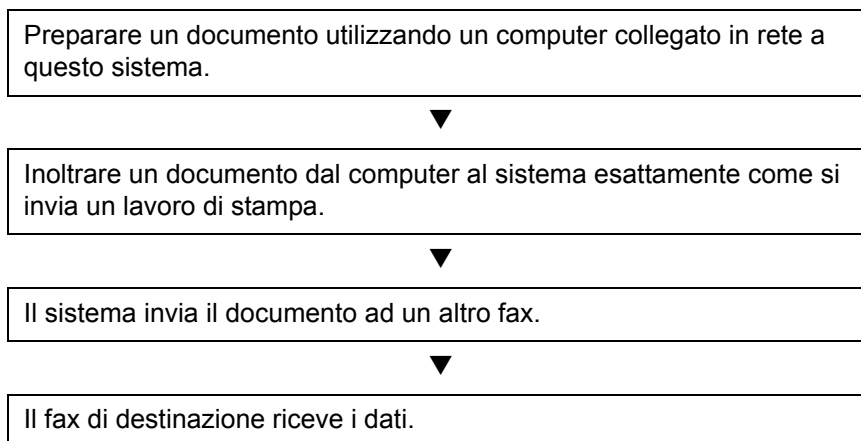 Preparare un documento utilizzando un computer collegato in rete a
questo sistema.
▼
Inoltrare un documento dal computer al sistema esattamente come si
invia un lavoro di stampa.
▼
Il sistema invia il documento ad un altro fax.
▼
Il fax di destinazione riceve i dati.